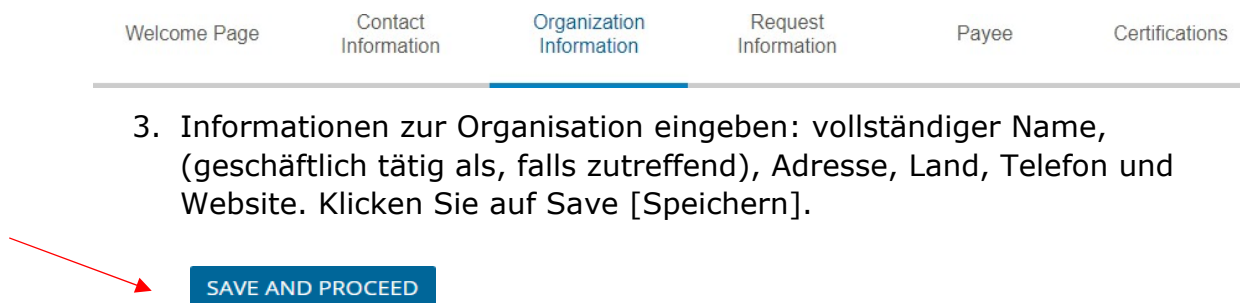 Welcome Page
Contact
Information
Organization
Information
Request
Information
Payee
Certifications
3. Informationen zur Organisation eingeben: vollständiger Name,
(geschäftlich tätig als, falls zutreffend), Adresse, Land, Telefon und
Website. Klicken Sie auf Save [Speichern].
SAVE AND PROCEED